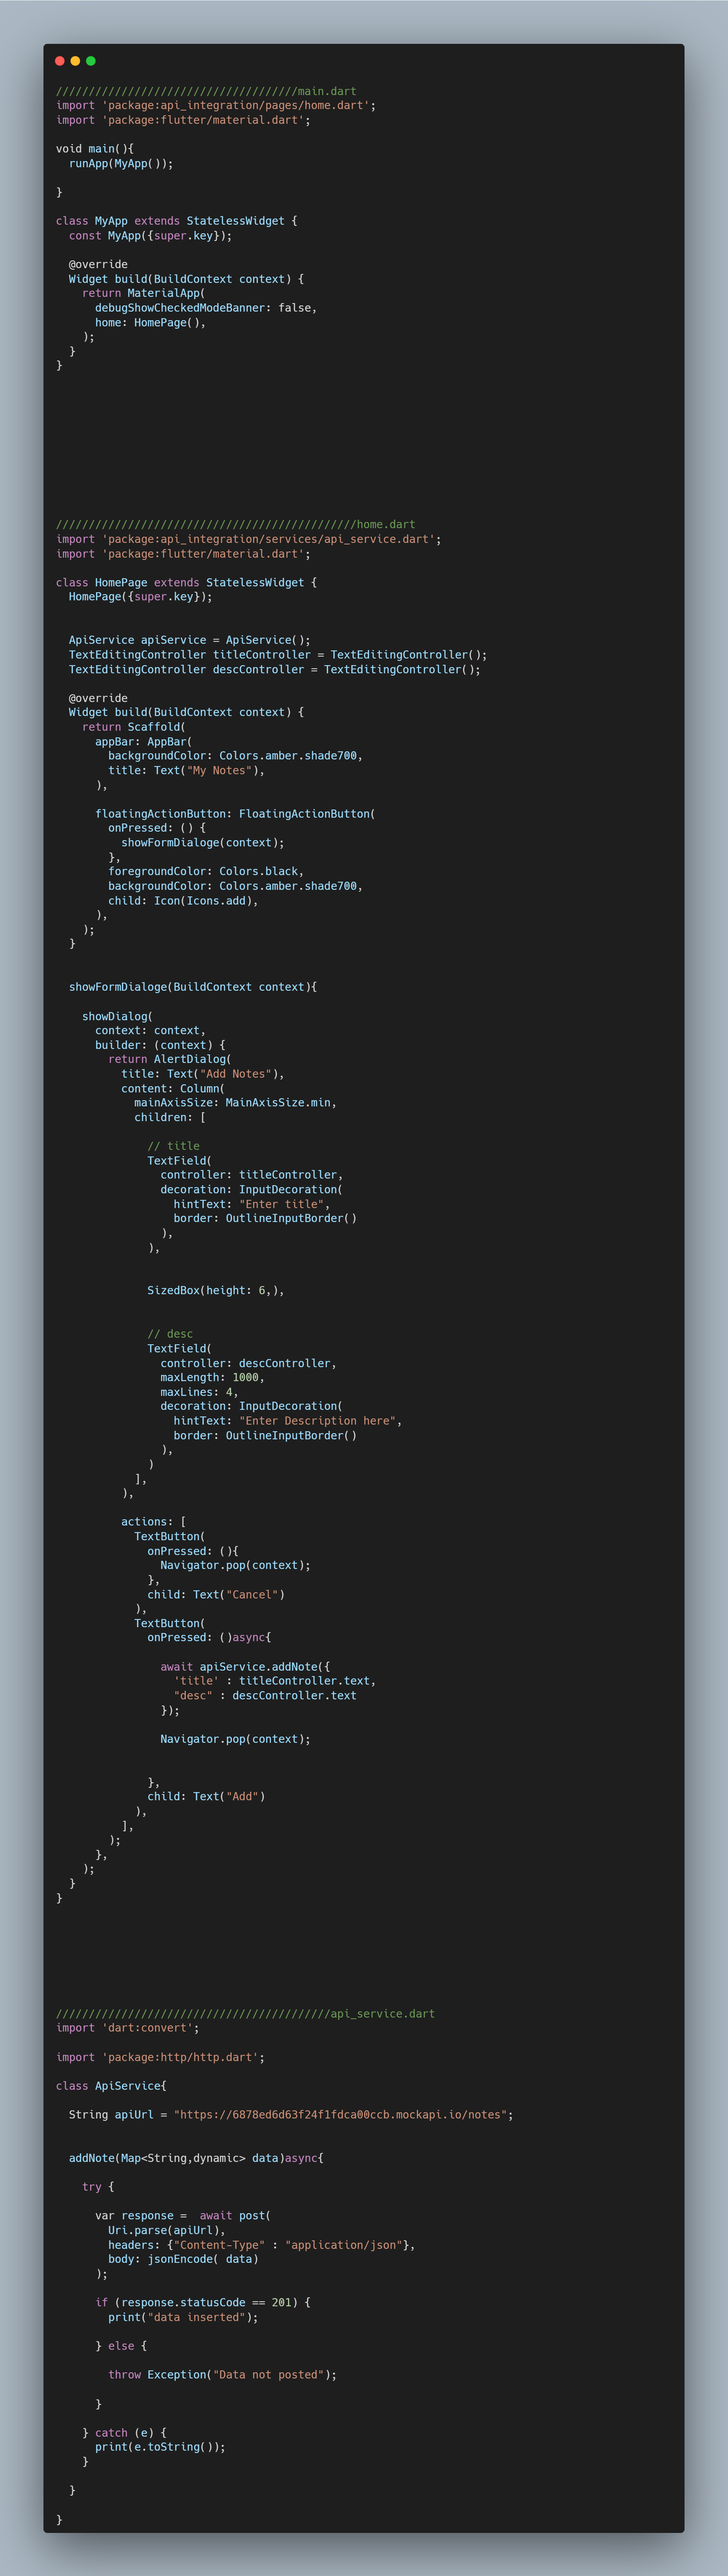 /////////////////////////////////////main.dart
import 'package:api_integration/pages/home.dart';
import 'package:flutter/material.dart';

void main(){
  runApp(MyApp());

}

class MyApp extends StatelessWidget {
  const MyApp({super.key});

  @override
  Widget build(BuildContext context) {
    return MaterialApp(
      debugShowCheckedModeBanner: false,
      home: HomePage(),
    );
  }
}

//////////////////////////////////////////////home.dart
import 'package:api_integration/services/api_service.dart';
import 'package:flutter/material.dart';

class HomePage extends StatelessWidget {
  HomePage({super.key});


  ApiService apiService = ApiService();
  TextEditingController titleController = TextEditingController();
  TextEditingController descController = TextEditingController();

  @override
  Widget build(BuildContext context) {
    return Scaffold(
      appBar: AppBar(
        backgroundColor: Colors.amber.shade700,
        title: Text("My Notes"),
      ),

      floatingActionButton: FloatingActionButton(
        onPressed: () {
          showFormDialoge(context);
        },
        foregroundColor: Colors.black,
        backgroundColor: Colors.amber.shade700,
        child: Icon(Icons.add),
      ),
    );
  }


  showFormDialoge(BuildContext context){

    showDialog(
      context: context,
      builder: (context) {
        return AlertDialog(
          title: Text("Add Notes"),
          content: Column(
            mainAxisSize: MainAxisSize.min,
            children: [

              // title
              TextField(
                controller: titleController,
                decoration: InputDecoration(
                  hintText: "Enter title",
                  border: OutlineInputBorder()
                ),
              ),


              SizedBox(height: 6,),


              // desc
              TextField(
                controller: descController,
                maxLength: 1000,
                maxLines: 4,
                decoration: InputDecoration(
                  hintText: "Enter Description here",
                  border: OutlineInputBorder()
                ),
              )
            ],
          ),

          actions: [
            TextButton(
              onPressed: (){
                Navigator.pop(context);
              },
              child: Text("Cancel")
            ),
            TextButton(
              onPressed: ()async{

                await apiService.addNote({
                  'title' : titleController.text,
                  "desc" : descController.text
                });

                Navigator.pop(context);


              },
              child: Text("Add")
            ),
          ],
        );
      },
    );
  }
}

//////////////////////////////////////////api_service.dart
import 'dart:convert';

import 'package:http/http.dart';

class ApiService{

  String apiUrl = "https://6878ed6d63f24f1fdca00ccb.mockapi.io/notes";


  addNote(Map<String,dynamic> data)async{

    try {

      var response =  await post(
        Uri.parse(apiUrl),
        headers: {"Content-Type" : "application/json"},
        body: jsonEncode( data)
      );

      if (response.statusCode == 201) {
        print("data inserted");

      } else {

        throw Exception("Data not posted");

      }

    } catch (e) {
      print(e.toString());
    }

  }

}